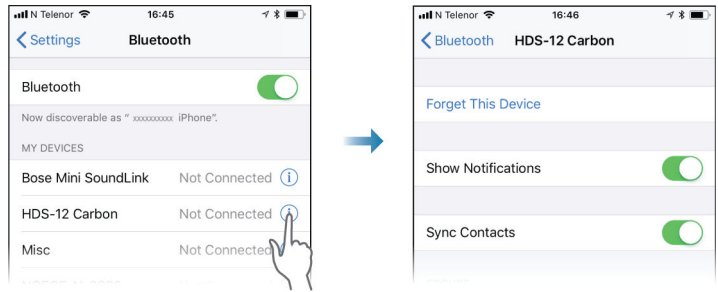 N Telenor 16:45
Settings Bluetooth
Bluetooth
Now discoverable as “ xxxxxxxxxx iPhone”.
MY DEVICES
Bose Mini SoundLink Not Connected
HDS-12 Carbon Not Connected
Misc Not Connected
N Telenor 16:46
Bluetooth HDS-12 Carbon
Forget This Device
Show Notifications
Sync Contacts